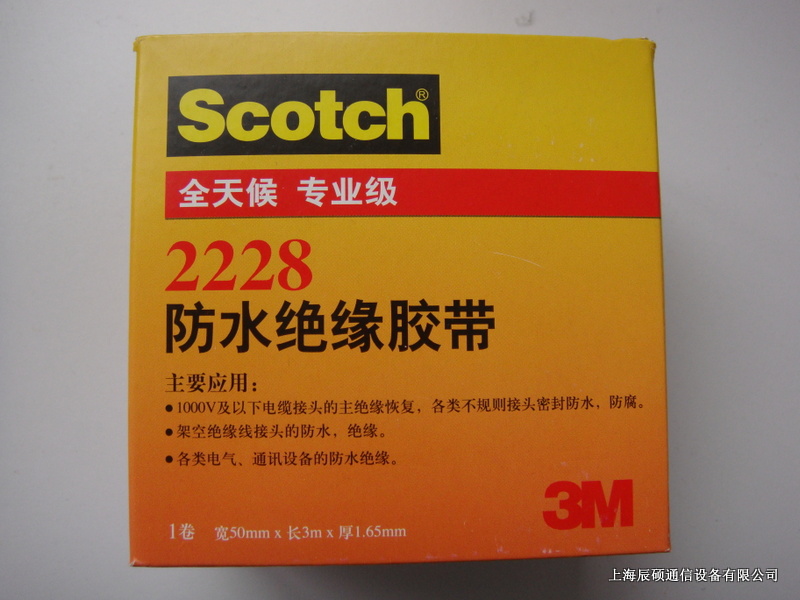 Scotch®
全天候 专业级
2228
防水绝缘胶带
主要应用：
●1000V及以下电缆接头的主绝缘恢复，各类不规则接头密封防水，防腐。
●架空绝缘线接头的防水，绝缘。
●各类电气、通讯设备的防水绝缘。
1卷 宽50mm x 长3m x 厚1.65mm
3M
上海辰硕通信设备有限公司